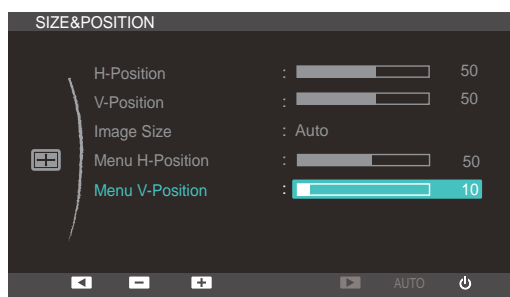 SIZE&POSITION
H-Position : 50
V-Position : 50
Image Size : Auto
Menu H-Position : 50
Menu V-Position : 10
AUTO